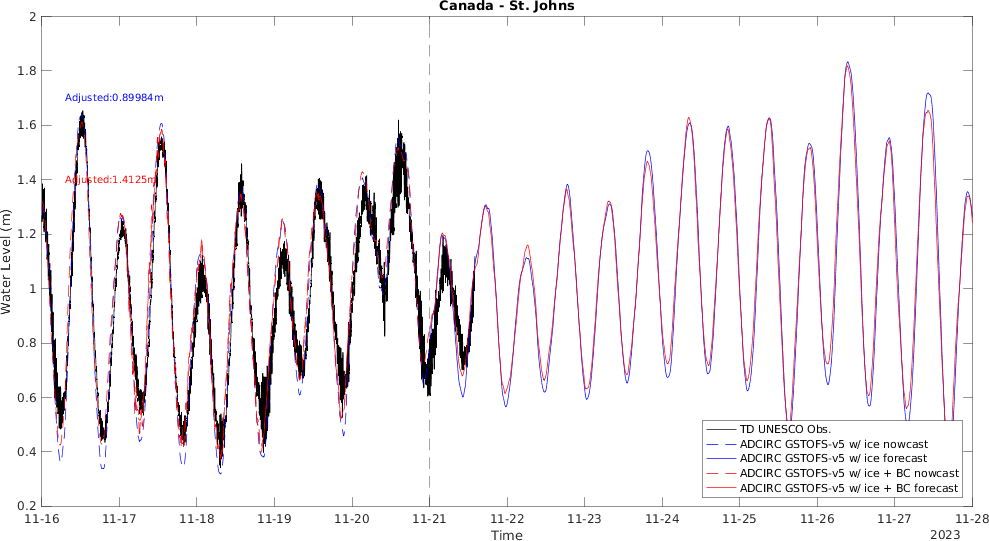 Canada - St. Johns
2
1.8
1.6
1.4
1.2
1
0.8
0.6
0.4
0.2
Water Level (m)
Adjusted:0.89984m
Adjusted:1.4125m
TD UNESCO Obs.
ADCIRC GSTOFS-v5 w/ ice nowcast
ADCIRC GSTOFS-v5 w/ ice forecast
ADCIRC GSTOFS-v5 w/ ice + BC nowcast
ADCIRC GSTOFS-v5 w/ ice + BC forecast
11-16 11-17 11-18 11-19 11-20 11-21 11-22 11-23 11-24 11-25 11-26 11-27 11-28
Time
2023